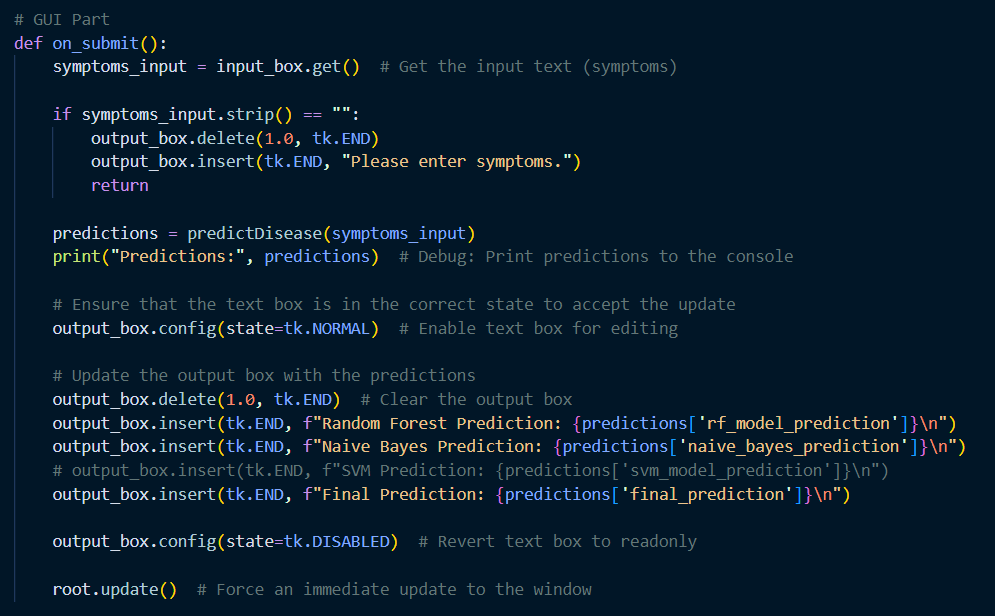 # GUI Part
def on_submit():
    symptoms_input = input_box.get()  # Get the input text (symptoms)

    if symptoms_input.strip() == "":
        output_box.delete(1.0, tk.END)
        output_box.insert(tk.END, "Please enter symptoms.")
        return

    predictions = predictDisease(symptoms_input)
    print("Predictions:", predictions)  # Debug: Print predictions to the console

    # Ensure that the text box is in the correct state to accept the update
    output_box.config(state=tk.NORMAL)  # Enable text box for editing

    # Update the output box with the predictions
    output_box.delete(1.0, tk.END)  # Clear the output box
    output_box.insert(tk.END, f"Random Forest Prediction: {predictions['rf_model_prediction']}\n")
    output_box.insert(tk.END, f"Naive Bayes Prediction: {predictions['naive_bayes_prediction']}\n")
    # output_box.insert(tk.END, f"SVM Prediction: {predictions['svm_model_prediction']}\n")
    output_box.insert(tk.END, f"Final Prediction: {predictions['final_prediction']}\n")

    output_box.config(state=tk.DISABLED)  # Revert text box to readonly

    root.update()  # Force an immediate update to the window